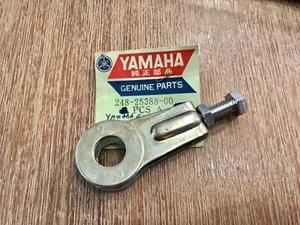 YAMAHA
純正部品
GENUINE PARTS
248-25388-00
PCS